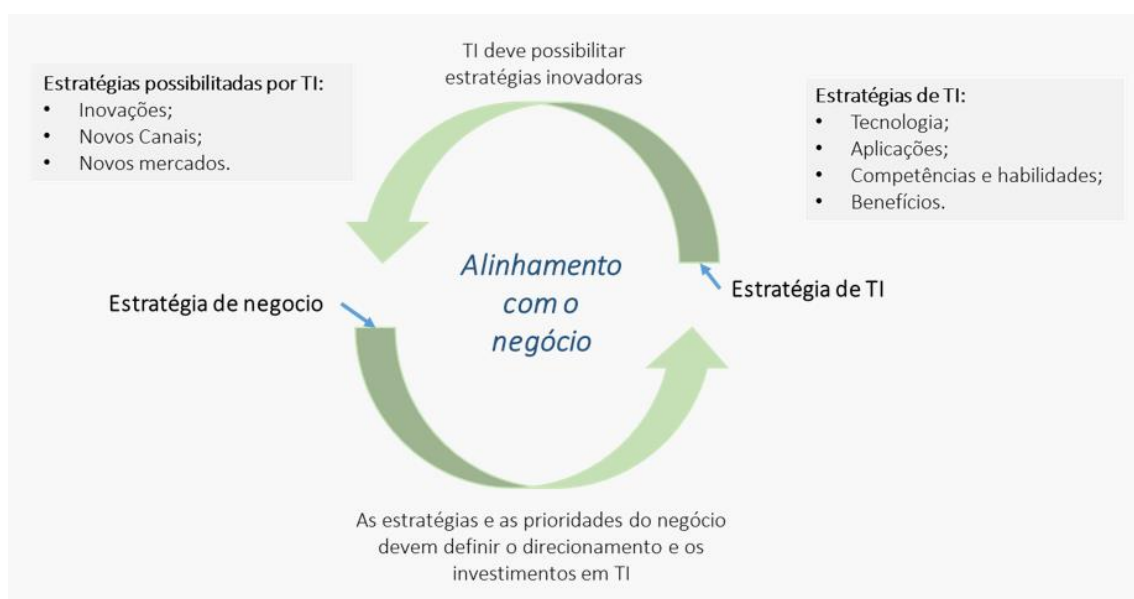 TI deve possibilitar
estratégias inovadoras
Estratégias possibilitadas por TI:
• Inovações;
• Novos Canais;
• Novos mercados.
Estratégias de TI:
• Tecnologia;
• Aplicações;
• Competências e habilidades;
• Benefícios.
Alinhamento
com o
negócio
Estratégia de negocio
Estratégia de TI
As estratégias e as prioridades do negócio
devem definir o direcionamento e os
investimentos em TI